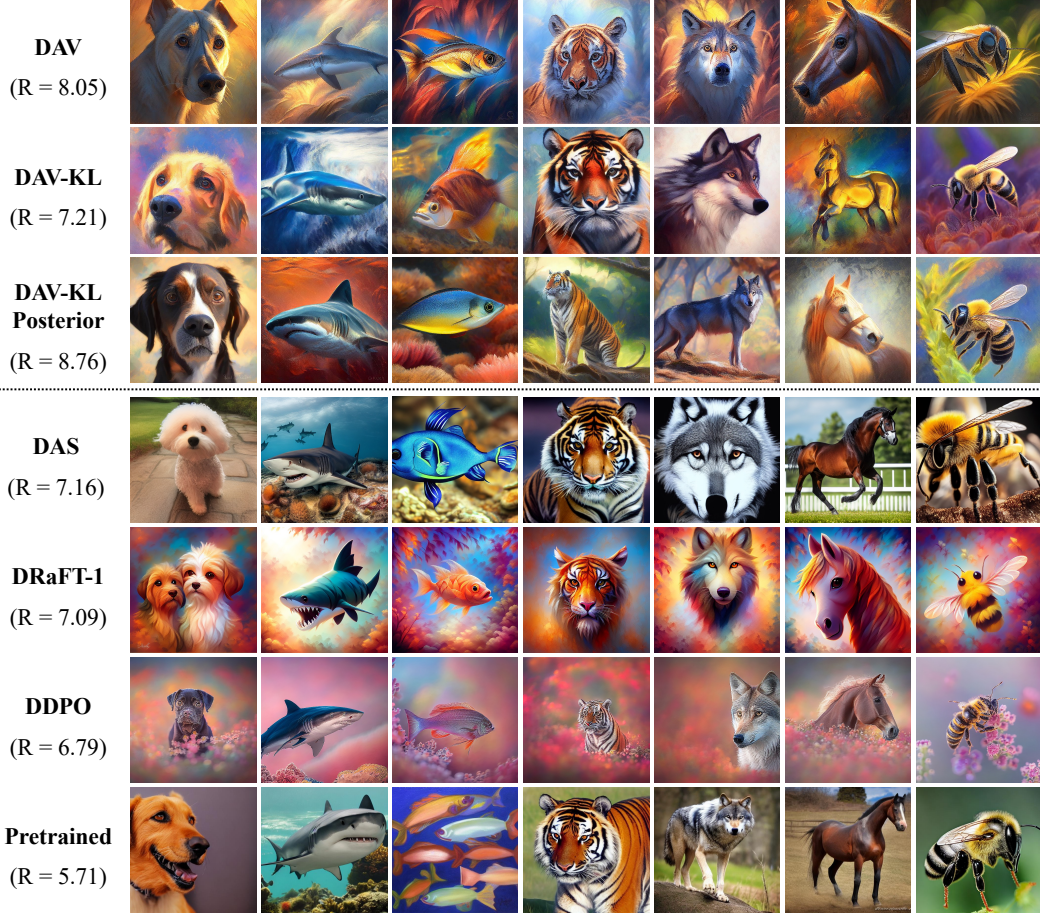 DAV
(R = 8.05)
DAV-KL
(R = 7.21)
DAV-KL
Posterior
(R = 8.76)
DAS
(R = 7.16)
DRaFT-1
(R = 7.09)
DDPO
(R = 6.79)
Pretrained
(R = 5.71)